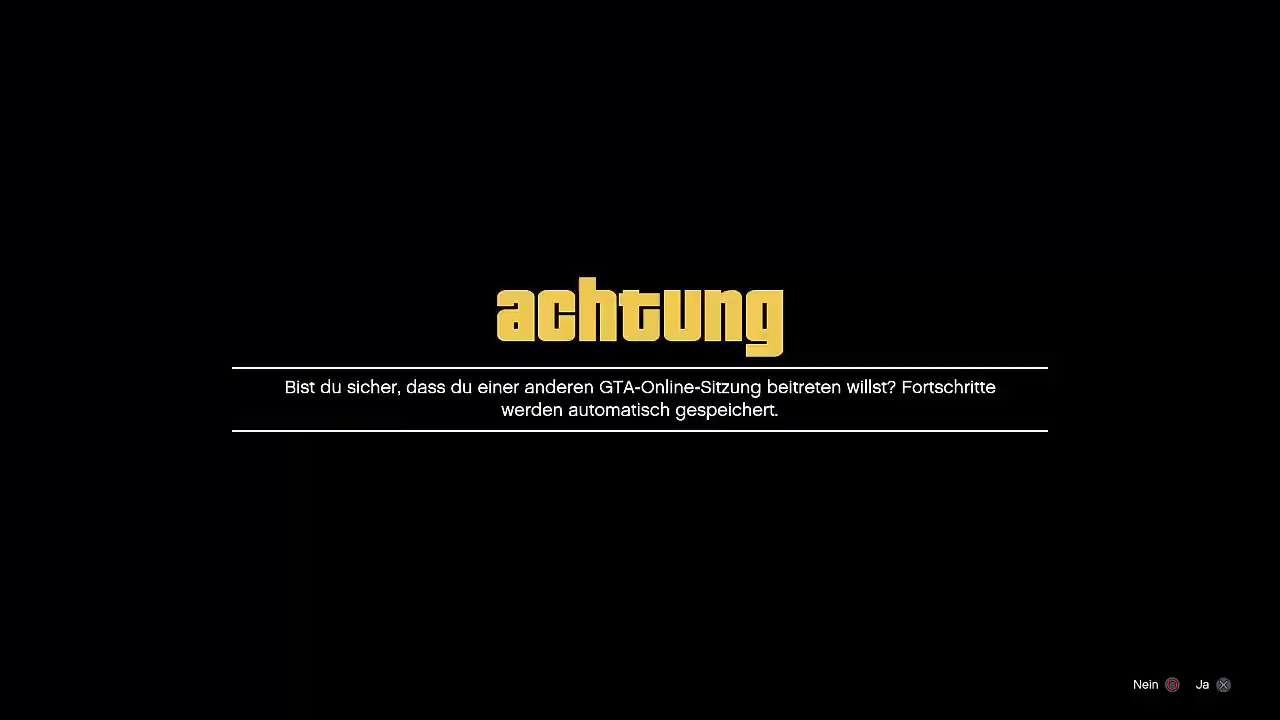 achtung
Bist du sicher, dass du einer anderen GTA-Online-Sitzung beitreten willst? Fortschritte
werden automatisch gespeichert.
Nein Ja